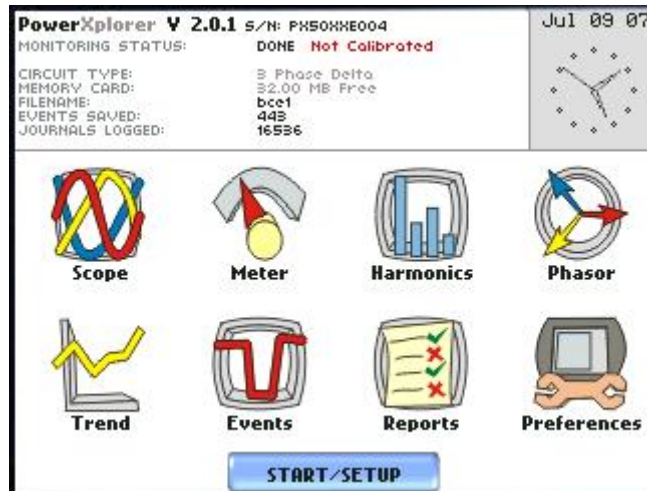 PowerXplorer V 2.0.1 S/N: PX50XXE004
Jul 09 07
MONITORING STATUS: DONE Not Calibrated
CIRCUIT TYPE: 3 Phase Delta
MEMORY CARD: 32.00 MB Free
FILENAME: bce1
EVENTS SAVED: 443
JOURNALS LOGGED: 16536
Scope Meter Harmonics Phasor
Trend Events Reports Preferences
START/SETUP